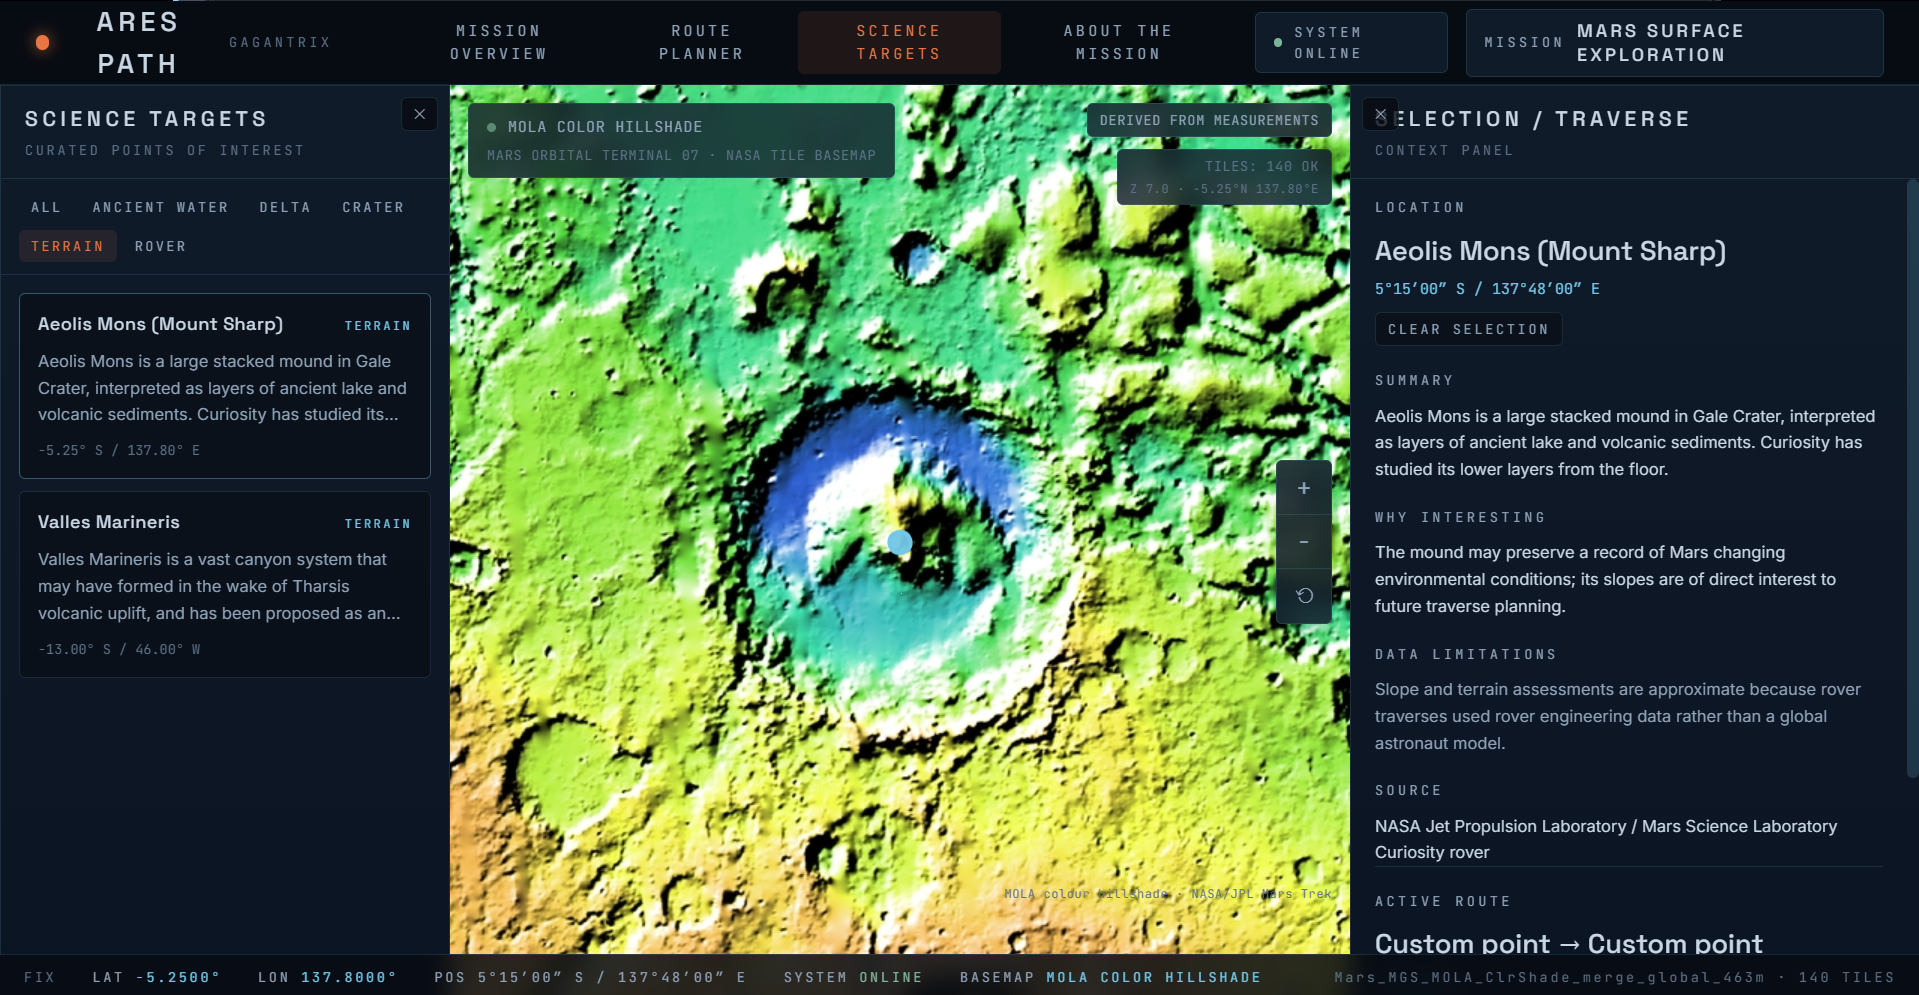 ARES
PATH
GAGANTRIX
MISSION
OVERVIEW
ROUTE
PLANNER
SCIENCE
TARGETS
ABOUT THE
MISSION
SYSTEM
ONLINE
MISSION
MARS SURFACE
EXPLORATION
SCIENCE TARGETS
CURATED POINTS OF INTEREST
ALL ANCIENT WATER DELTA CRATER
TERRAIN ROVER
Aeolis Mons (Mount Sharp) TERRAIN
Aeolis Mons is a large stacked mound in Gale
Crater, interpreted as layers of ancient lake and
volcanic sediments. Curiosity has studied its...
-5.25° S / 137.80° E
Valles Marineris TERRAIN
Valles Marineris is a vast canyon system that
may have formed in the wake of Tharsis
volcanic uplift, and has been proposed as an...
-13.00° S / 46.00° W
MOLA COLOR HILLSHADE
MARS ORBITAL TERMINAL 07 · NASA TILE BASEMAP
DERIVED FROM MEASUREMENTS
TILES: 140 OK
Z 7.0 · -5.25°N 137.80°E
+
-
MOLA colour hillshade · NASA/JPL Mars Trek
SELECTION / TRAVERSE
CONTEXT PANEL
LOCATION
Aeolis Mons (Mount Sharp)
5°15′00″ S / 137°48′00″ E
CLEAR SELECTION
SUMMARY
Aeolis Mons is a large stacked mound in Gale Crater, interpreted
as layers of ancient lake and volcanic sediments. Curiosity has
studied its lower layers from the floor.
WHY INTERESTING
The mound may preserve a record of Mars changing
environmental conditions; its slopes are of direct interest to
future traverse planning.
DATA LIMITATIONS
Slope and terrain assessments are approximate because rover
traverses used rover engineering data rather than a global
astronaut model.
SOURCE
NASA Jet Propulsion Laboratory / Mars Science Laboratory
Curiosity rover
ACTIVE ROUTE
Custom point → Custom point
FIX LAT -5.2500° LON 137.8000° POS 5°15′00″ S / 137°48′00″ E SYSTEM ONLINE BASEMAP MOLA COLOR HILLSHADE Mars_MGS_MOLA_ClrShade_merge_global_463m · 140 TILES